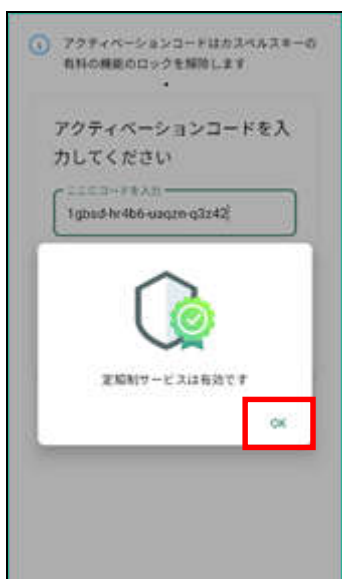 アクティベーションコードはカスペルスキーの
有料の機能のロックを解除します
アクティベーションコードを入
力してください
ここにコードを入力
定期制サービスは有効です
OK